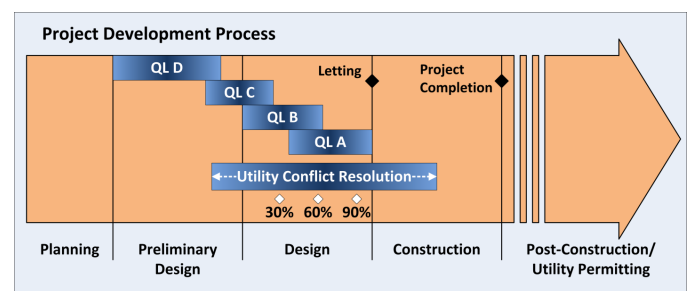 Project Development Process
QL D
Letting
Project
Completion
QL C
QL B
QL A
Utility Conflict Resolution
30% 60% 90%
Planning
Preliminary
Design
Design
Construction
Post-Construction/
Utility Permitting